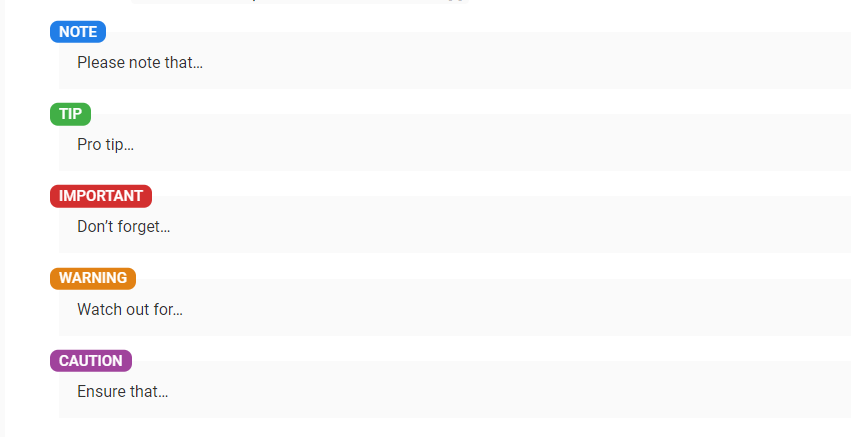 NOTE
Please note that…
TIP
Pro tip…
IMPORTANT
Don’t forget…
WARNING
Watch out for…
CAUTION
Ensure that…